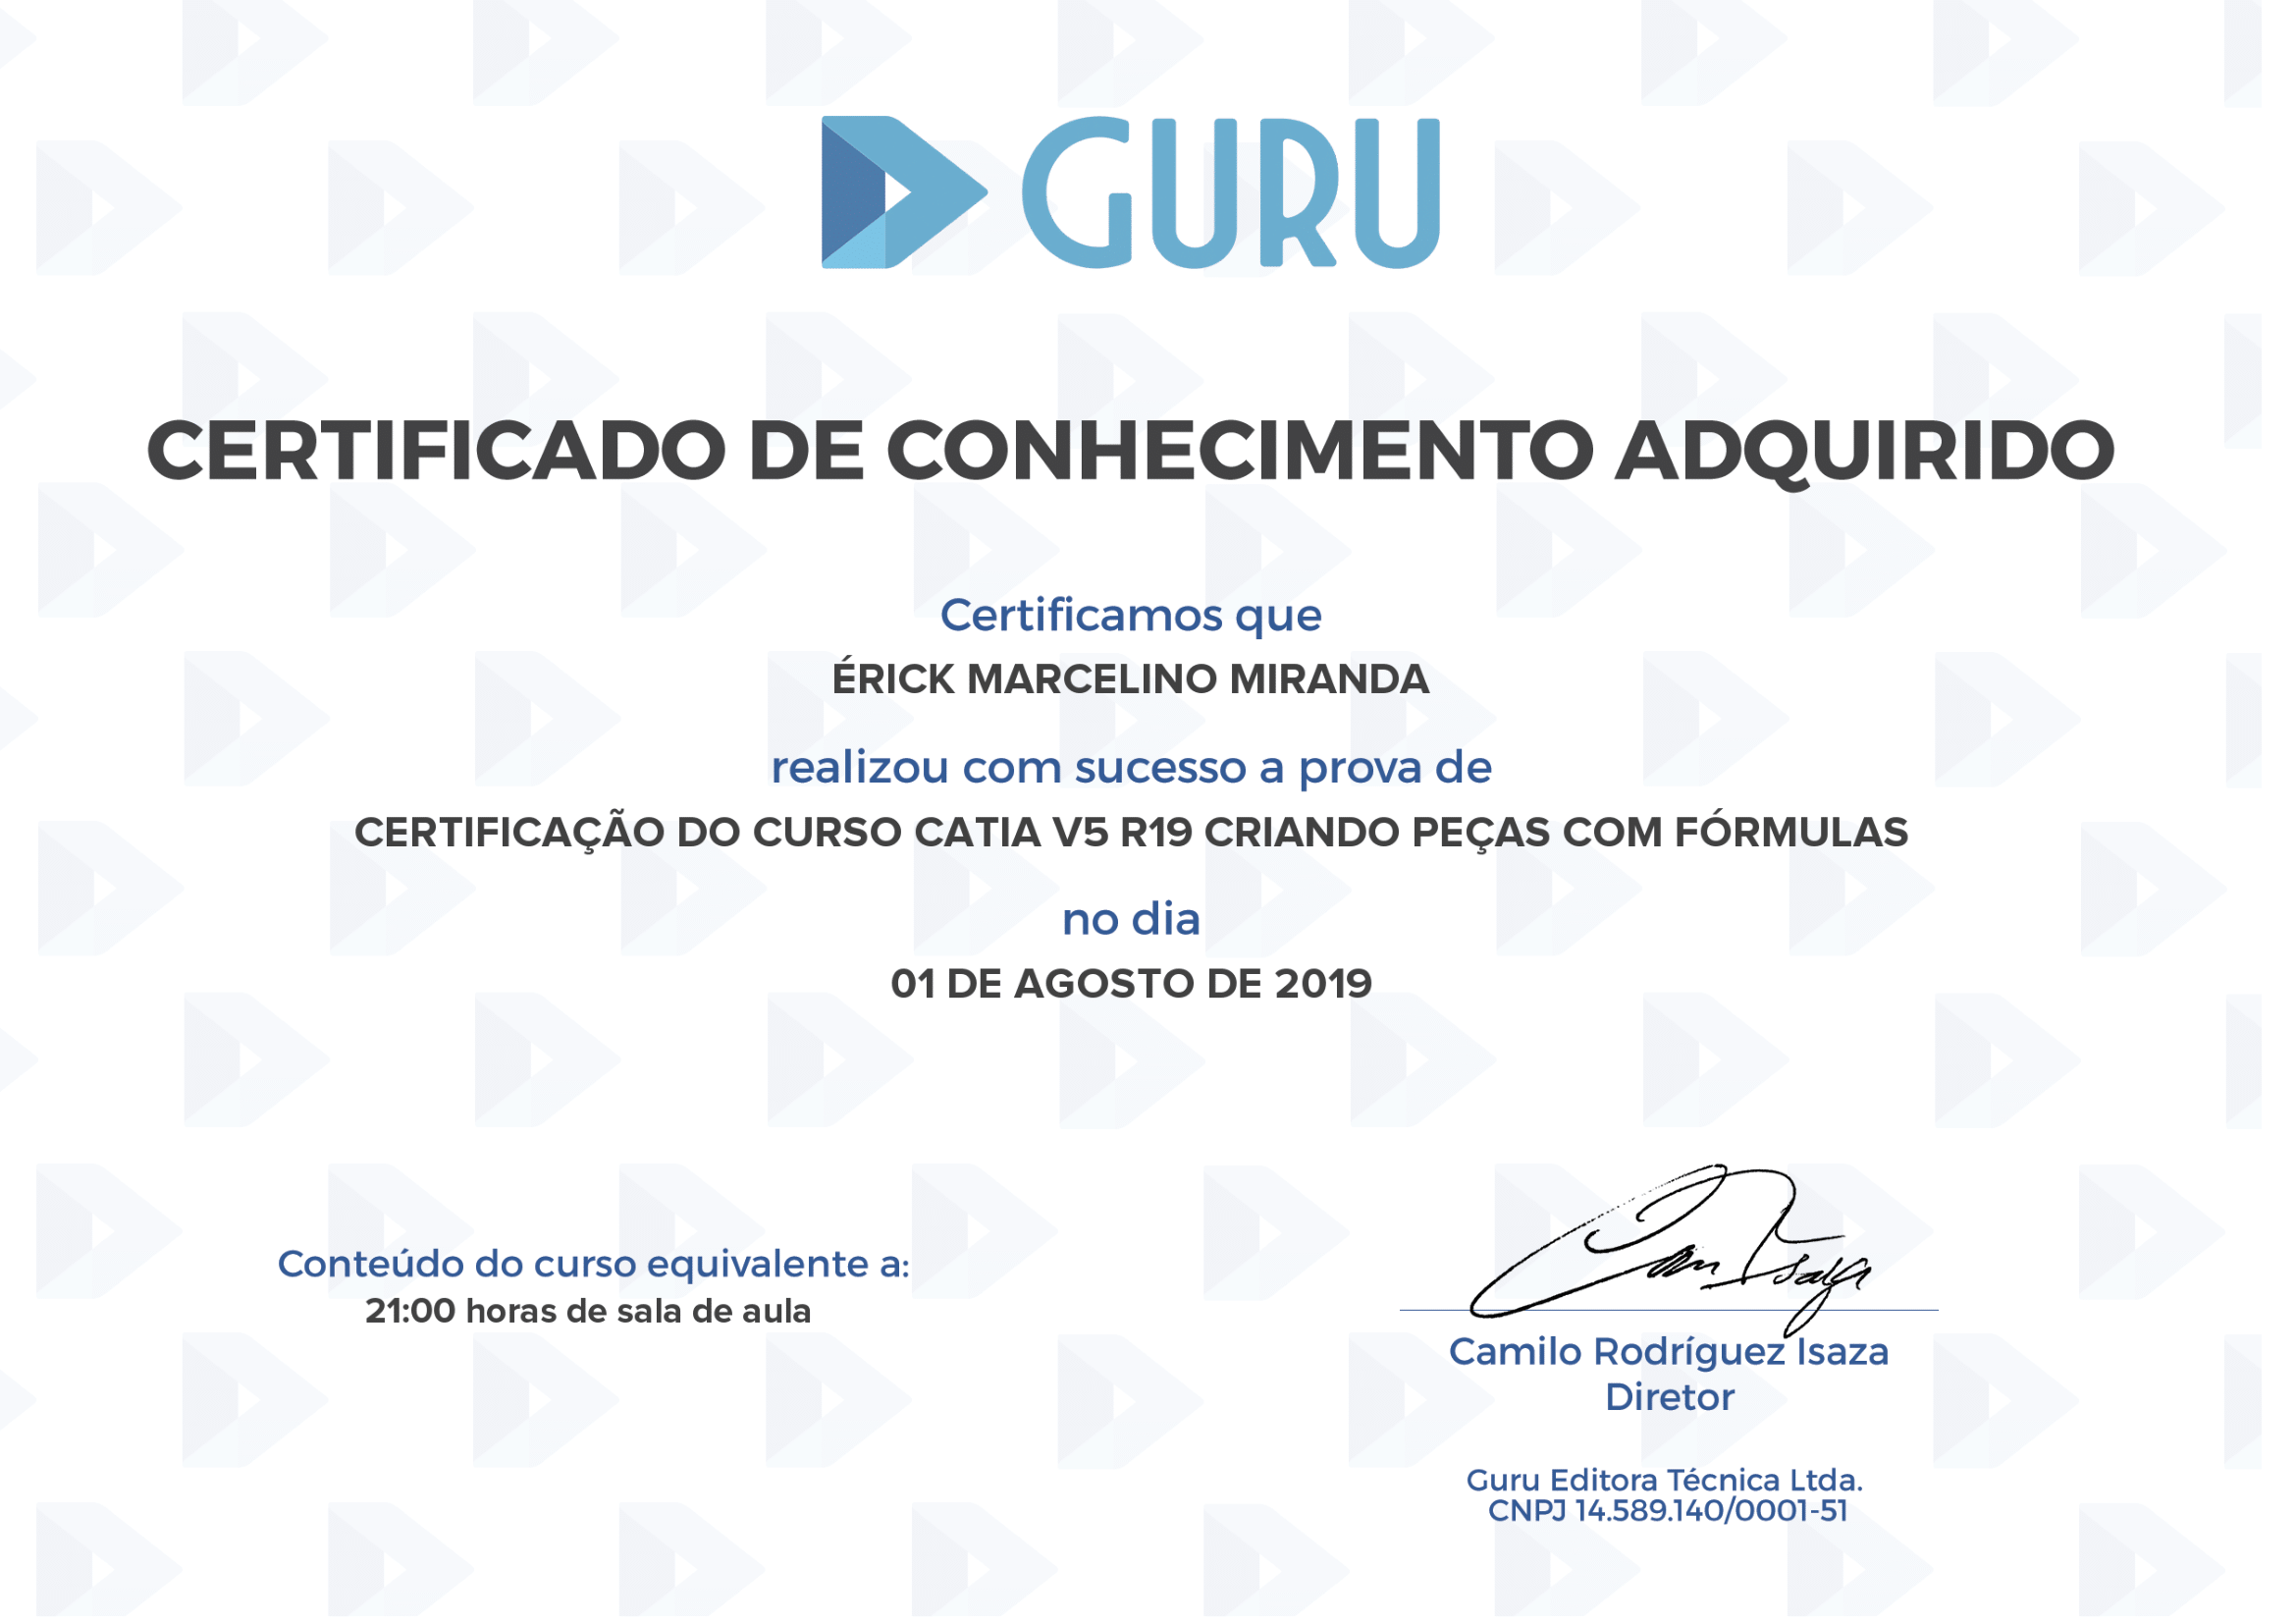 GURU
CERTIFICADO DE CONHECIMENTO ADQUIRIDO
Certificamos que
ÉRICK MARCELINO MIRANDA
realizou com sucesso a prova de
CERTIFICAÇÃO DO CURSO CATIA V5 R19 CRIANDO PEÇAS COM FÓRMULAS
no dia
01 DE AGOSTO DE 2019
Conteúdo do curso equivalente a:
21:00 horas de sala de aula
Camilo Rodríguez Isaza
Diretor
Guru Editora Técnica Ltda.
CNPJ 14.589.140/0001-51